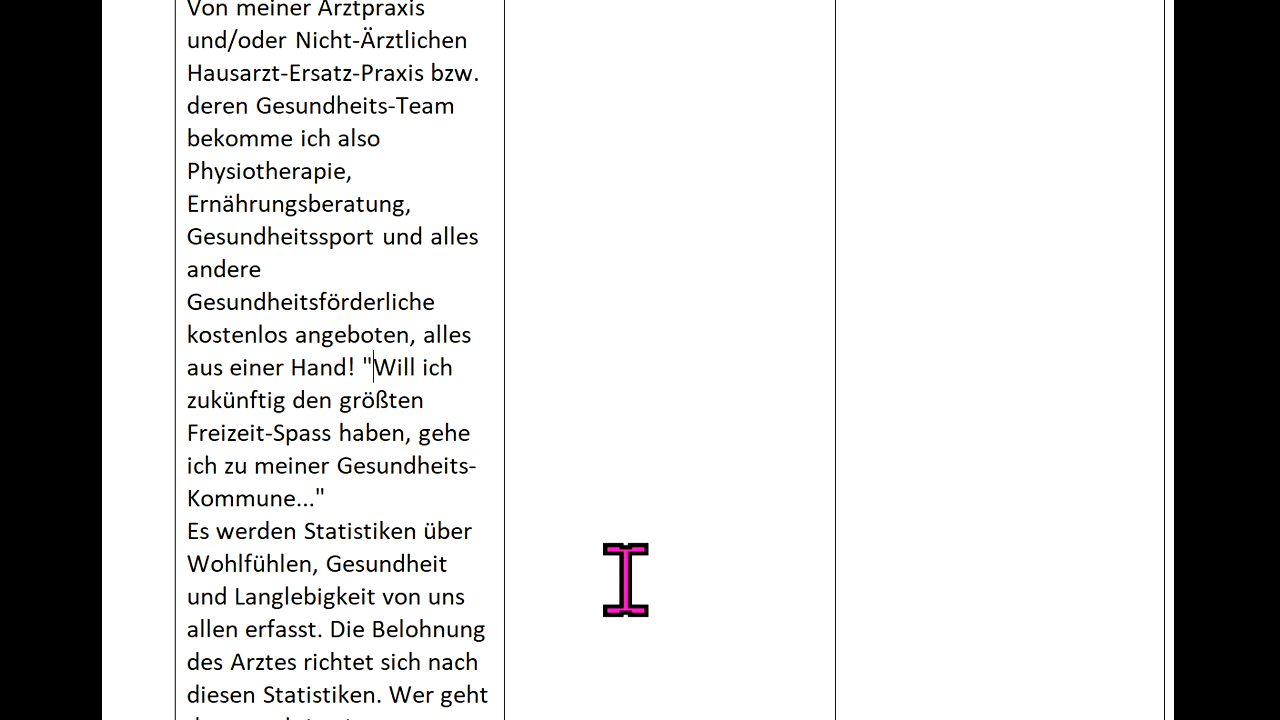 Von meiner Arztpraxis
und/oder Nicht-Ärztlichen
Hausarzt-Ersatz-Praxis bzw.
deren Gesundheits-Team
bekomme ich also
Physiotherapie,
Ernährungsberatung,
Gesundheitssport und alles
andere
Gesundheitsförderliche
kostenlos angeboten, alles
aus einer Hand! "Will ich
zukünftig den größten
Freizeit-Spass haben, gehe
ich zu meiner Gesundheits-
Kommune..."
Es werden Statistiken über
Wohlfühlen, Gesundheit
und Langlebigkeit von uns
allen erfasst. Die Belohnung
des Arztes richtet sich nach
diesen Statistiken. Wer geht